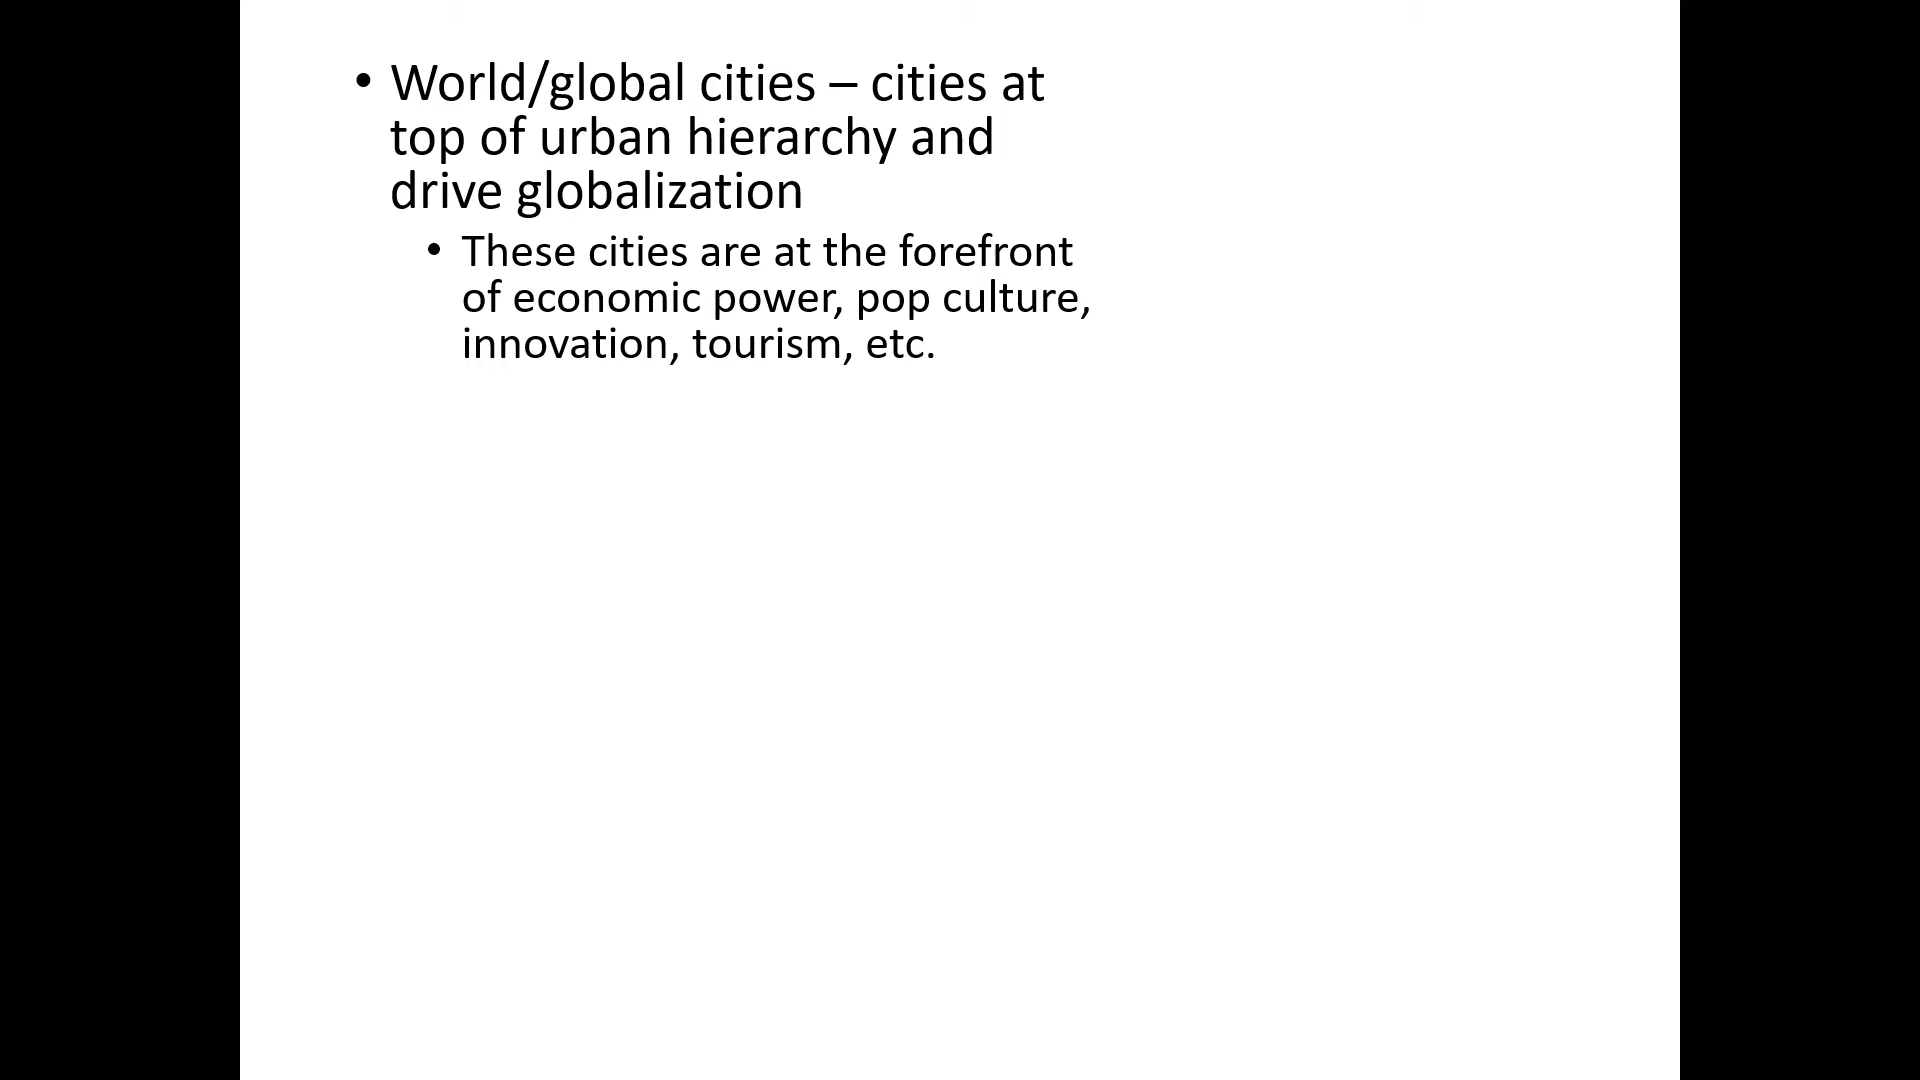 • World/global cities – cities at
top of urban hierarchy and
drive globalization
• These cities are at the forefront
of economic power, pop culture,
innovation, tourism, etc.